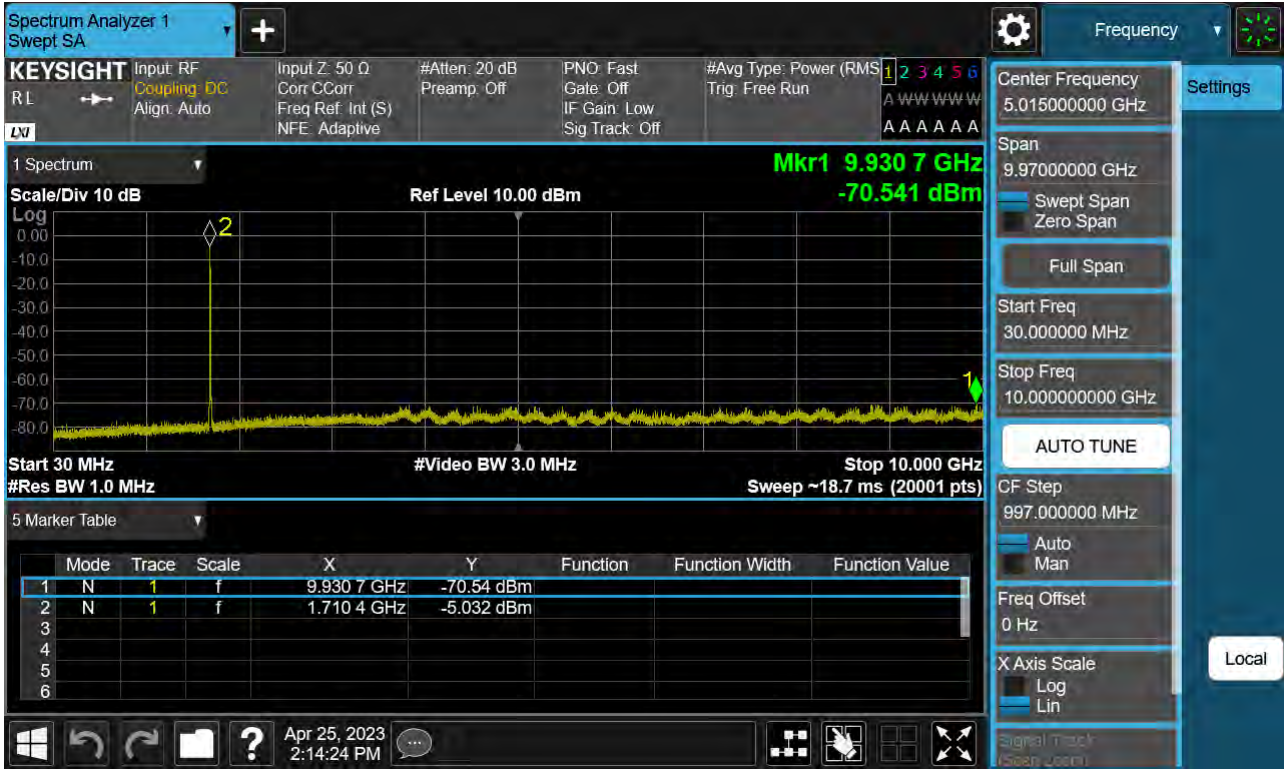 Spectrum Analyzer 1
Swept SA
Frequency
KEYSIGHT
RL
LXI
Input: RF
Coupling: DC
Align: Auto
Input Z: 50 Ω
Corr CCorr
Freq Ref: Int (S)
NFE: Adaptive
#Atten: 20 dB
Preamp: Off
PNO: Fast
Gate: Off
IF Gain: Low
Sig Track: Off
#Avg Type: Power (RMS
Trig: Free Run
1 2 3 4 5 6
A W W W W W
A A A A A A
1 Spectrum
Mkr1 9.930 7 GHz
-70.541 dBm
Scale/Div 10 dB
Ref Level 10.00 dBm
Log
0.00
-10.0
-20.0
-30.0
-40.0
-50.0
-60.0
-70.0
-80.0
2
1
Start 30 MHz
#Video BW 3.0 MHz
Stop 10.000 GHz
#Res BW 1.0 MHz
Sweep ~18.7 ms (20001 pts)
5 Marker Table
Mode Trace Scale X Y Function Function Width Function Value
1 N 1 f 9.930 7 GHz -70.54 dBm
2 N 1 f 1.710 4 GHz -5.032 dBm
3
4
5
6
Apr 25, 2023
2:14:24 PM
Center Frequency
5.015000000 GHz
Settings
Span
9.97000000 GHz
Swept Span
Zero Span
Full Span
Start Freq
30.000000 MHz
Stop Freq
10.000000000 GHz
AUTO TUNE
CF Step
997.000000 MHz
Auto
Man
Freq Offset
0 Hz
X Axis Scale
Log
Lin
Local
Signal Track
(Span Zoom)